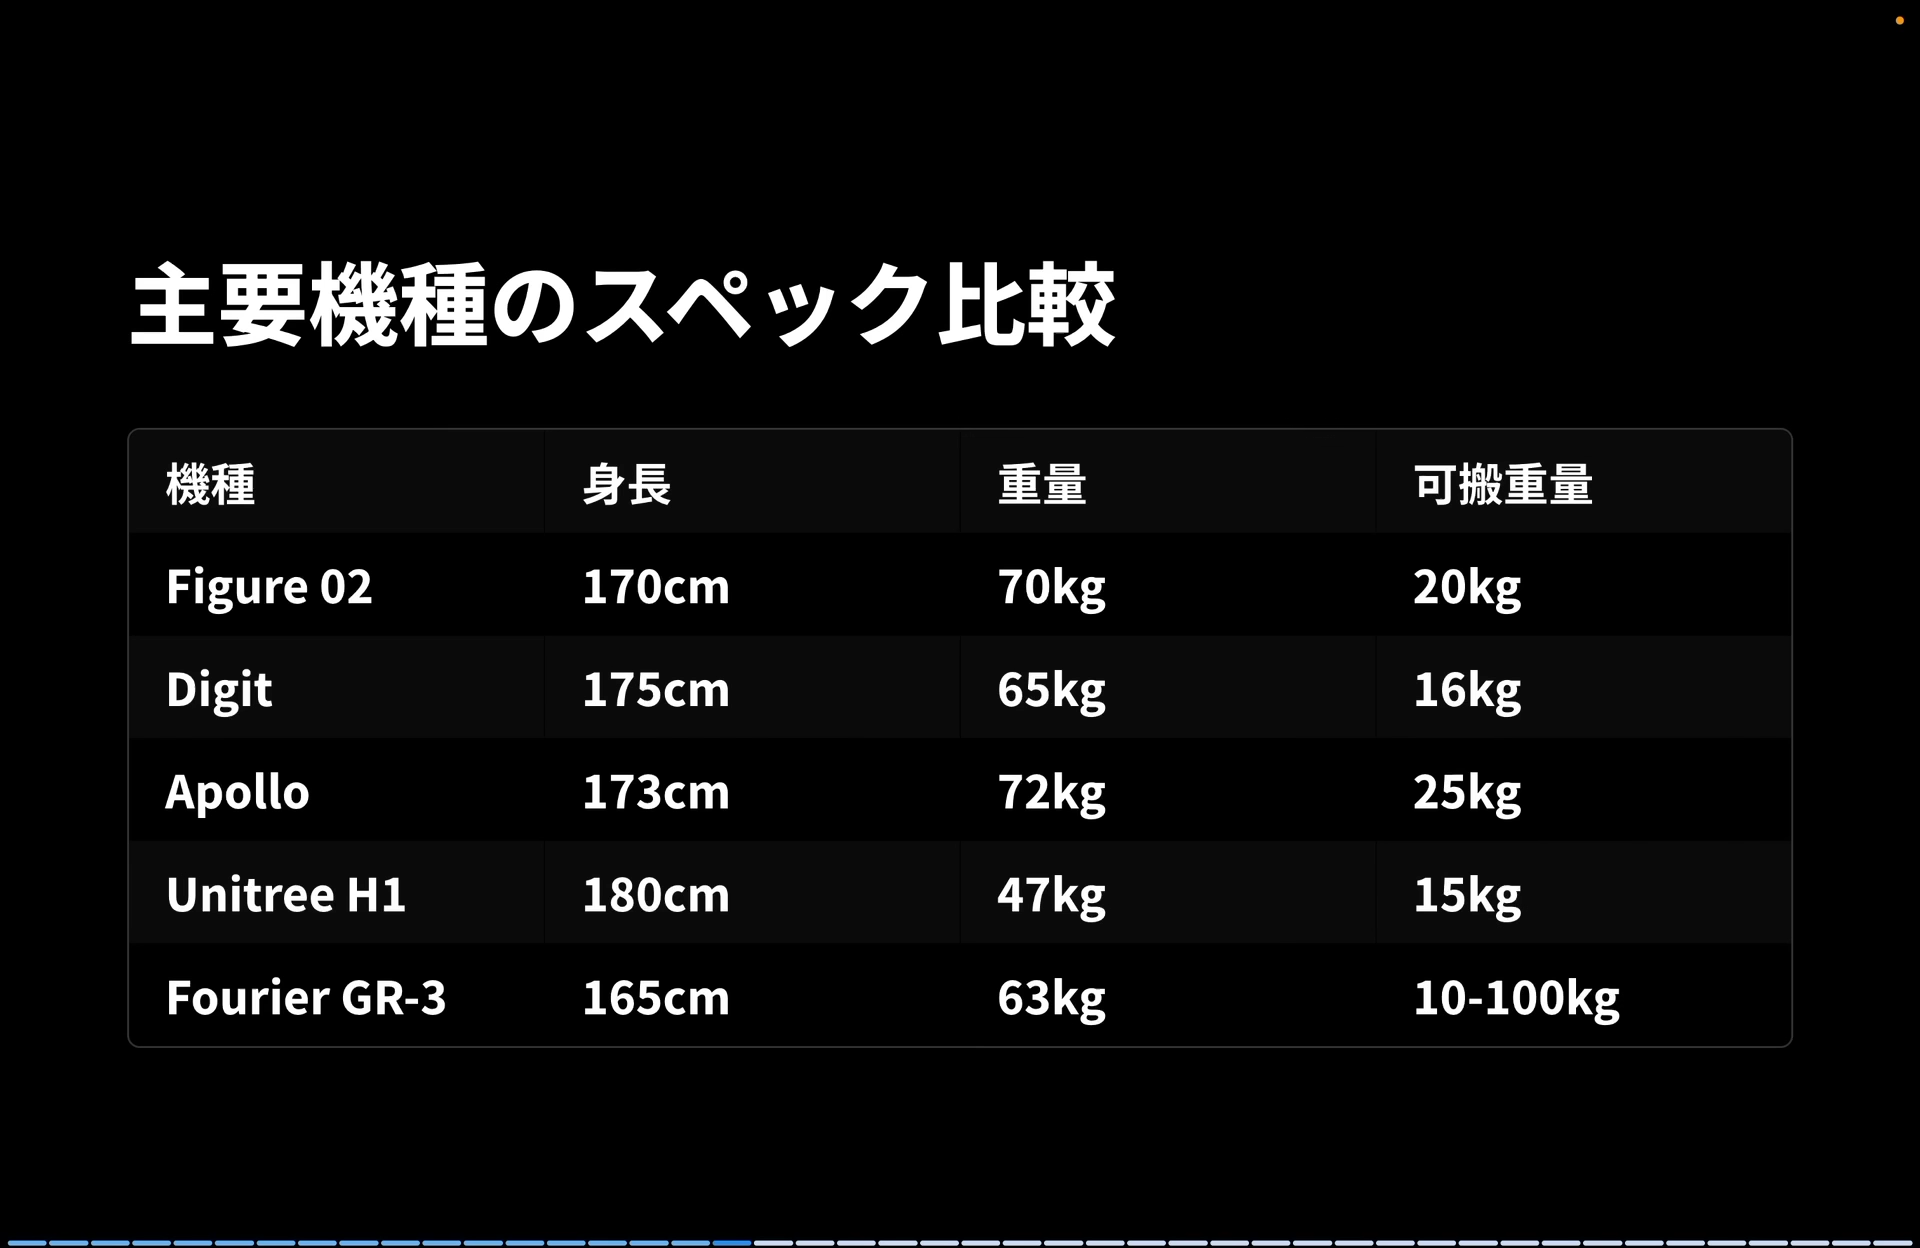 主要機種のスペック比較
機種 身長 重量 可搬重量
Figure 02 170cm 70kg 20kg
Digit 175cm 65kg 16kg
Apollo 173cm 72kg 25kg
Unitree H1 180cm 47kg 15kg
Fourier GR-3 165cm 63kg 10-100kg